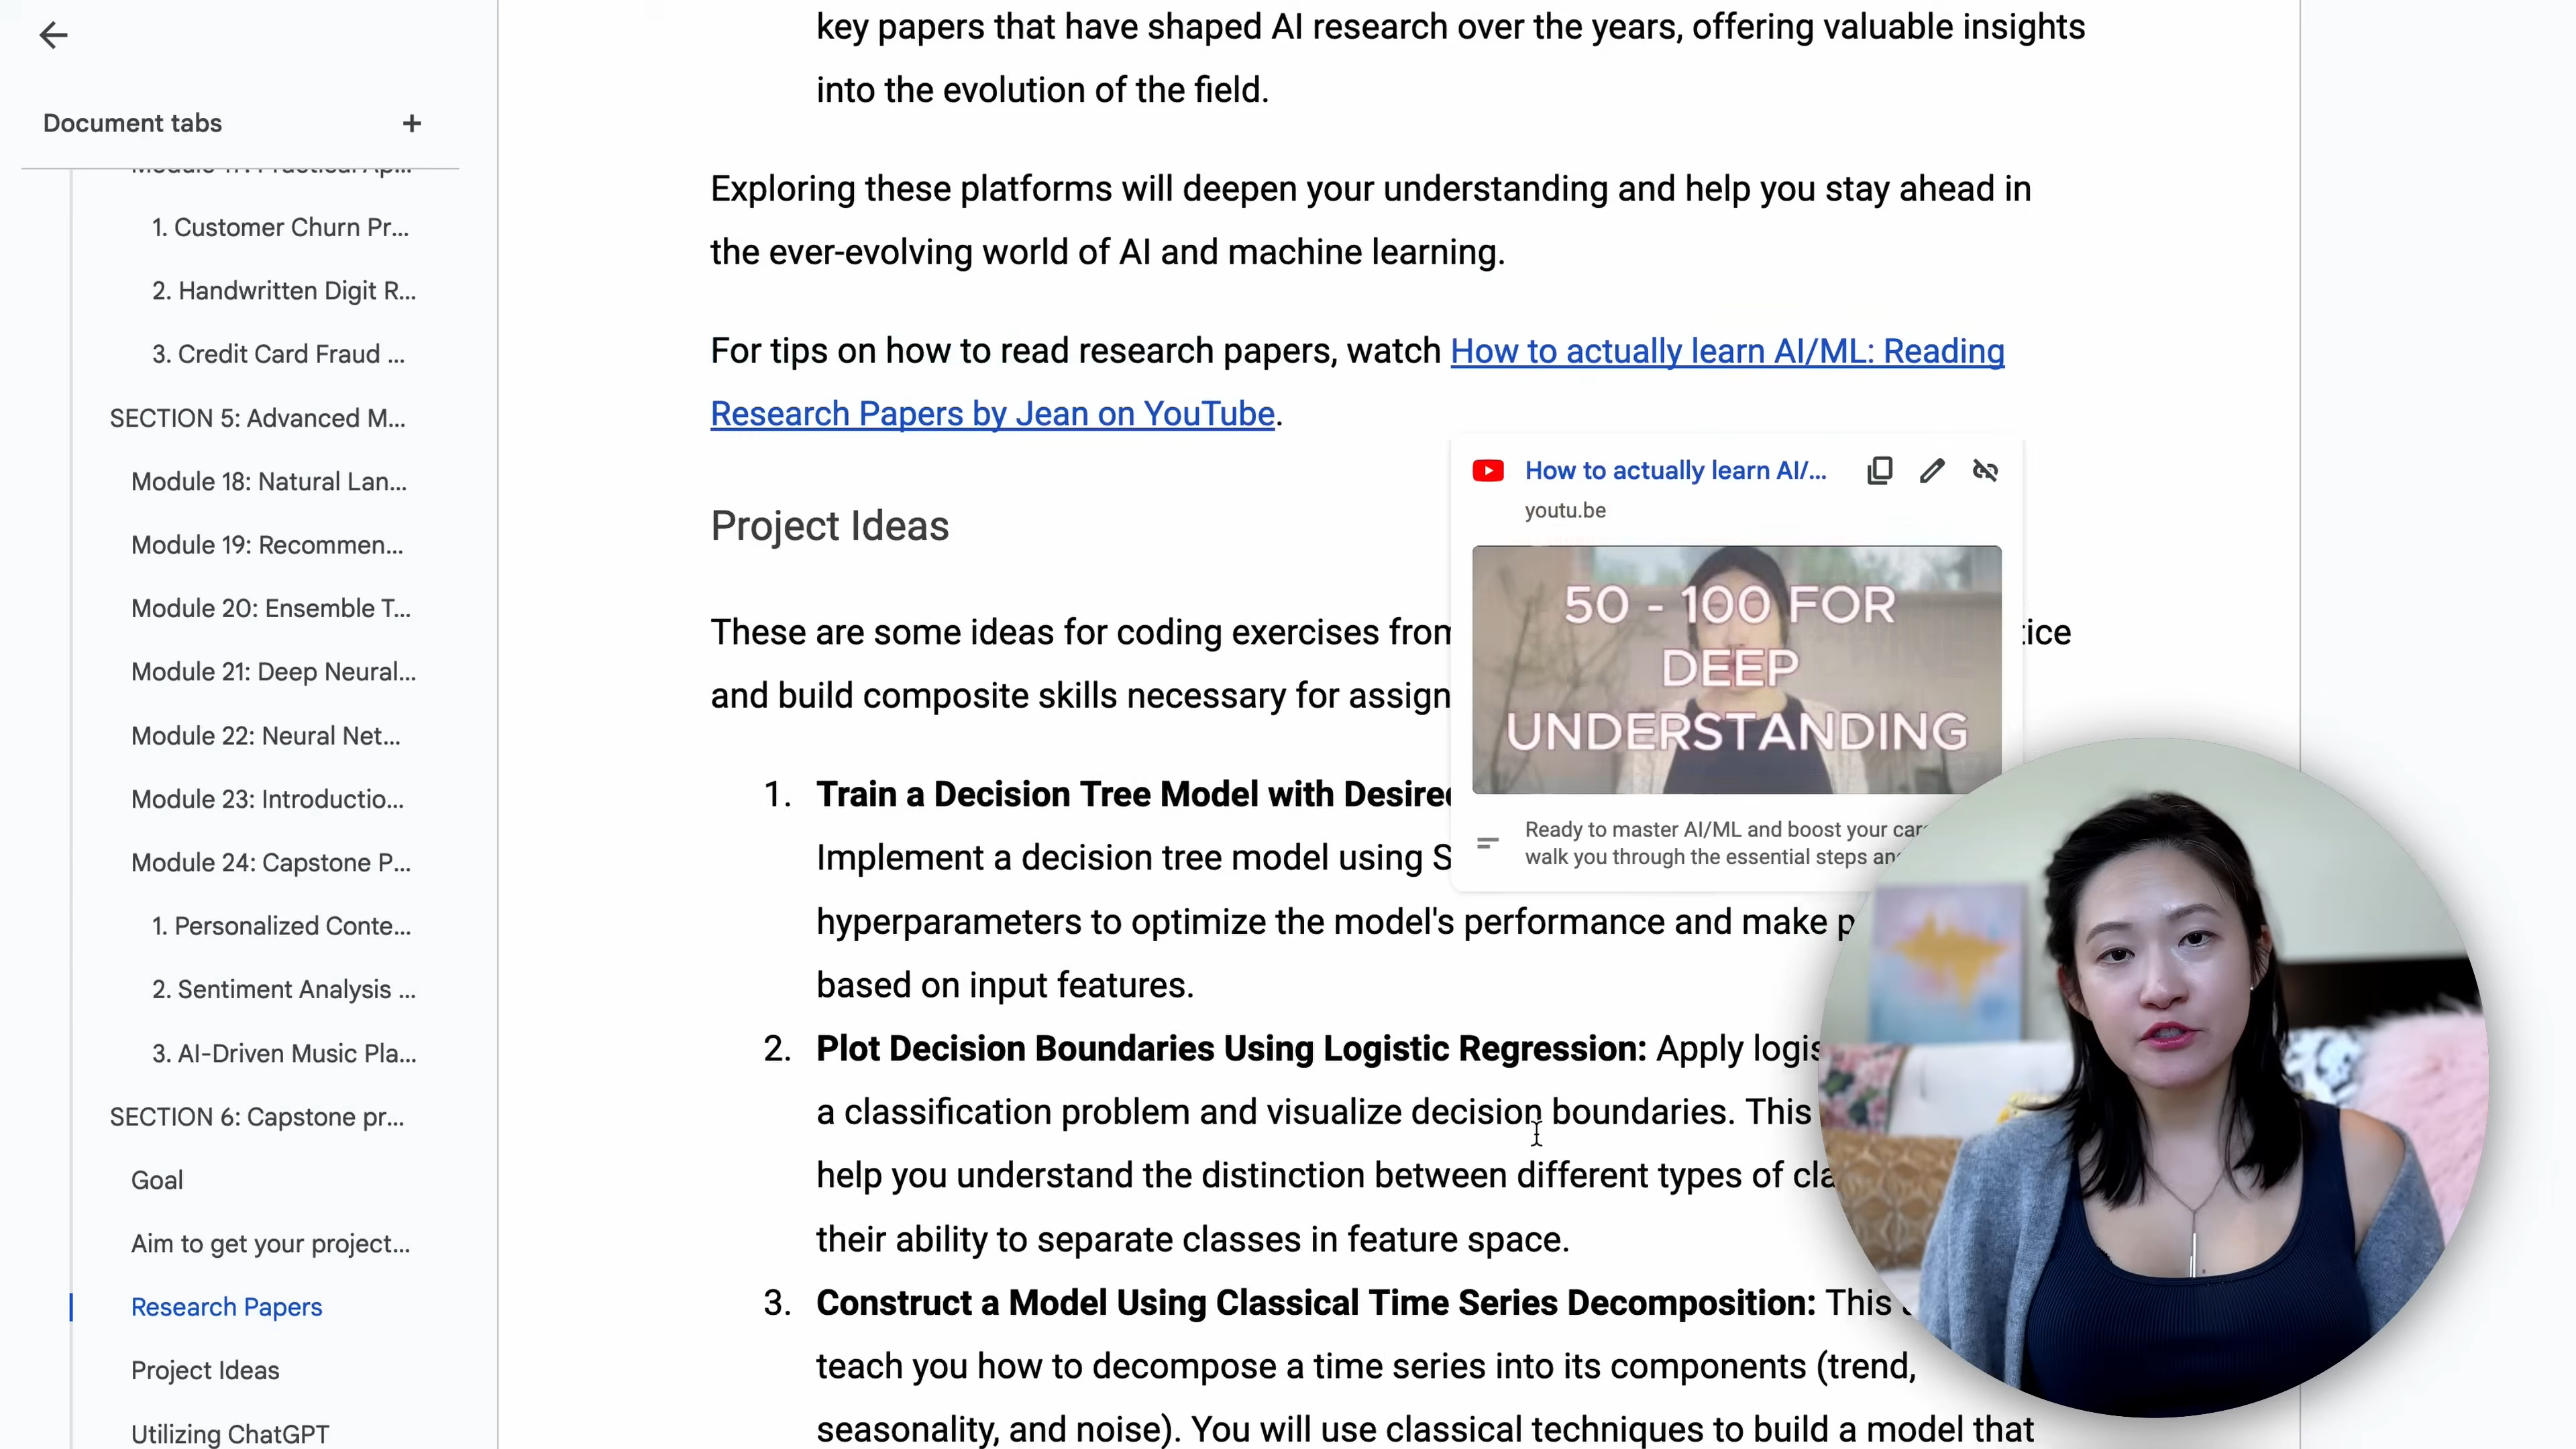 Document tabs
1. Customer Churn Pr...
2. Handwritten Digit R...
3. Credit Card Fraud ...
SECTION 5: Advanced M...
Module 18: Natural Lan...
Module 19: Recommen...
Module 20: Ensemble T...
Module 21: Deep Neural...
Module 22: Neural Net...
Module 23: Introductio...
Module 24: Capstone P...
1. Personalized Conte...
2. Sentiment Analysis ...
3. AI-Driven Music Pla...
SECTION 6: Capstone pr...
Goal
Aim to get your project...
Research Papers
Project Ideas
Utilizing ChatGPT
key papers that have shaped AI research over the years, offering valuable insights
into the evolution of the field.
Exploring these platforms will deepen your understanding and help you stay ahead in
the ever-evolving world of AI and machine learning.
For tips on how to read research papers, watch How to actually learn AI/ML: Reading
Research Papers by Jean on YouTube.
Project Ideas
These are some ideas for coding exercises from
and build composite skills necessary for assign
1. Train a Decision Tree Model with Desired
Implement a decision tree model using S
hyperparameters to optimize the model's performance and make p
based on input features.
2. Plot Decision Boundaries Using Logistic Regression: Apply logis
a classification problem and visualize decision boundaries. This
help you understand the distinction between different types of cla
their ability to separate classes in feature space.
3. Construct a Model Using Classical Time Series Decomposition: This
teach you how to decompose a time series into its components (trend,
seasonality, and noise). You will use classical techniques to build a model that
How to actually learn AI/...
youtu.be
50 - 100 FOR
DEEP
UNDERSTANDING
Ready to master AI/ML and boost your car
walk you through the essential steps an